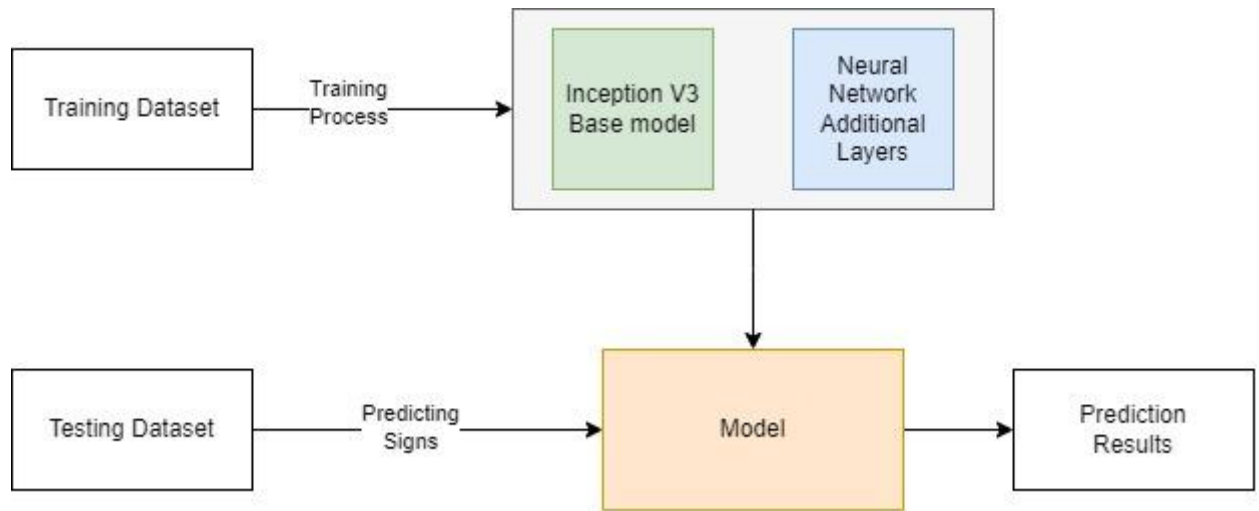 Training Dataset
Training
Process
Inception V3
Base model
Neural
Network
Additional
Layers
Testing Dataset
Predicting
Signs
Model
Prediction
Results